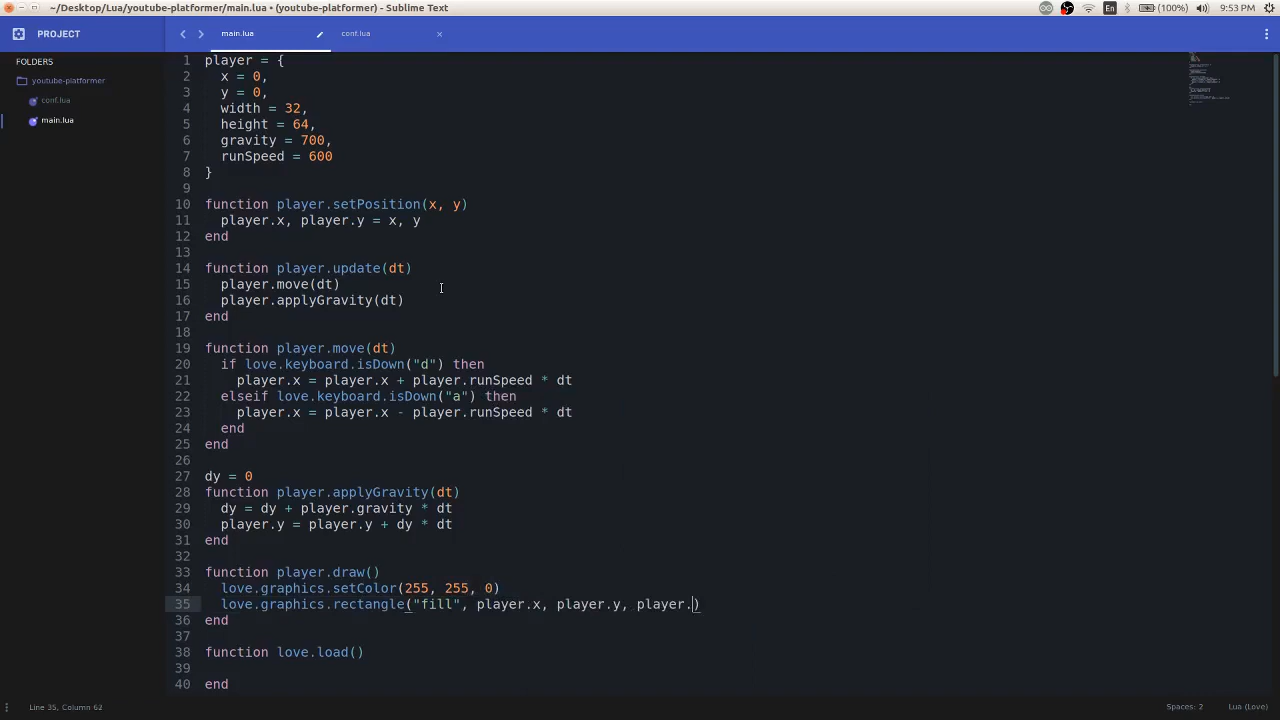 ~/Desktop/Lua/youtube-platformer/main.lua • (youtube-platformer) - Sublime Text
En
(100%)
9:53 PM
PROJECT
main.lua
conf.lua
FOLDERS
youtube-platformer
conf.lua
main.lua
1 player = {
2   x = 0,
3   y = 0,
4   width = 32,
5   height = 64,
6   gravity = 700,
7   runSpeed = 600
8 }
9
10 function player.setPosition(x, y)
11   player.x, player.y = x, y
12 end
13
14 function player.update(dt)
15   player.move(dt)
16   player.applyGravity(dt)
17 end
18
19 function player.move(dt)
20   if love.keyboard.isDown("d") then
21     player.x = player.x + player.runSpeed * dt
22   elseif love.keyboard.isDown("a") then
23     player.x = player.x - player.runSpeed * dt
24   end
25 end
26
27 dy = 0
28 function player.applyGravity(dt)
29   dy = dy + player.gravity * dt
30   player.y = player.y + dy * dt
31 end
32
33 function player.draw()
34   love.graphics.setColor(255, 255, 0)
35   love.graphics.rectangle("fill", player.x, player.y, player.)
36 end
37
38 function love.load()
39
40 end
Line 35, Column 62
Spaces: 2
Lua (Love)